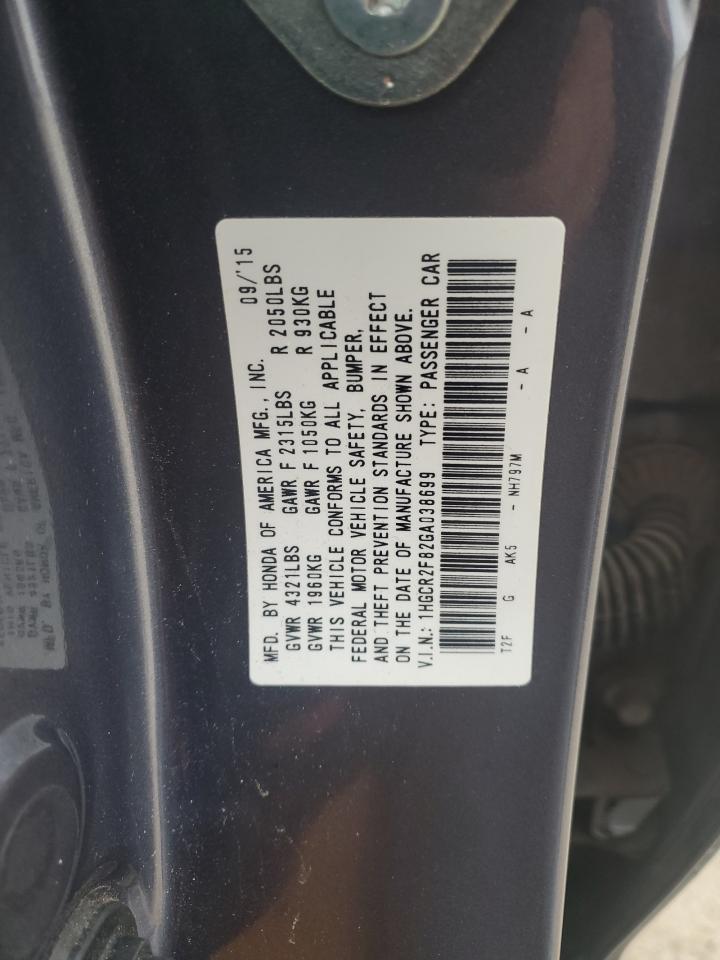 MFD. BY HONDA OF AMERICA MFG., INC. 09/'15
GVWR 4321LBS GAWR F 2315LBS R 2050LBS
GVWR 1960KG GAWR F 1050KG R 930KG
THIS VEHICLE CONFORMS TO ALL APPLICABLE
FEDERAL MOTOR VEHICLE SAFETY, BUMPER,
AND THEFT PREVENTION STANDARDS IN EFFECT
ON THE DATE OF MANUFACTURE SHOWN ABOVE.
V.I.N.: 1HGCR2F82GA038699 TYPE: PASSENGER CAR
T2F G AK5 - NH797M - A - A